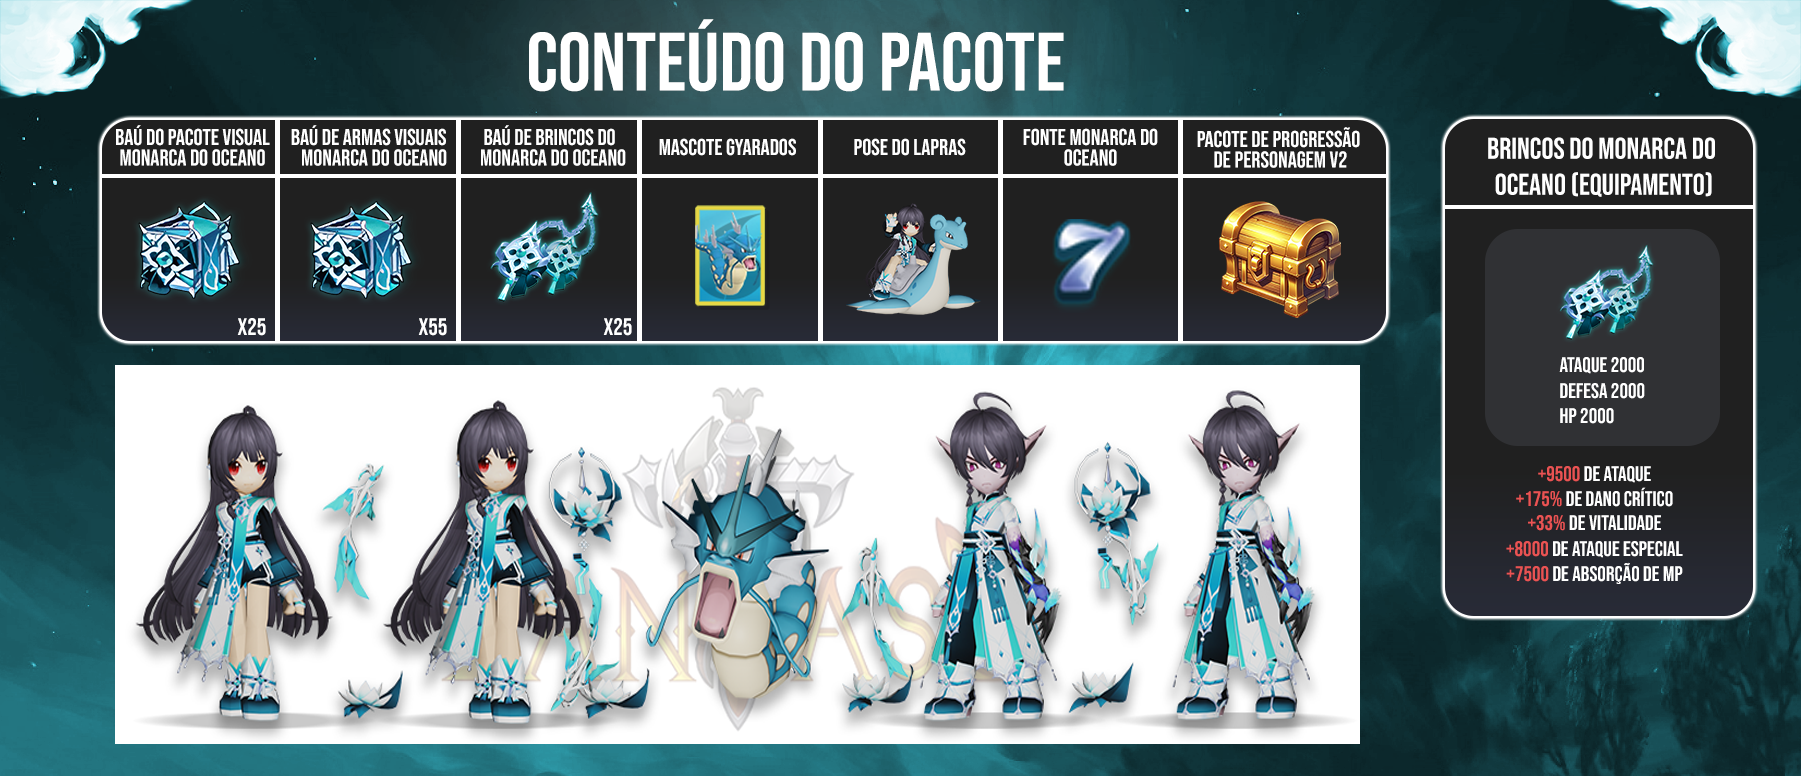 CONTEÚDO DO PACOTE
BAÚ DO PACOTE VISUAL
MONARCA DO OCEANO
X25
BAÚ DE ARMAS VISUAIS
MONARCA DO OCEANO
X55
BAÚ DE BRINCOS DO
MONARCA DO OCEANO
X25
MASCOTE GYARADOS
POSE DO LAPRAS
FONTE MONARCA DO
OCEANO
7
PACOTE DE PROGRESSÃO
DE PERSONAGEM V2
BRINCOS DO MONARCA DO
OCEANO (EQUIPAMENTO)
ATAQUE 2000
DEFESA 2000
HP 2000
+9500 DE ATAQUE
+175% DE DANO CRÍTICO
+33% DE VITALIDADE
+8000 DE ATAQUE ESPECIAL
+7500 DE ABSORÇÃO DE MP